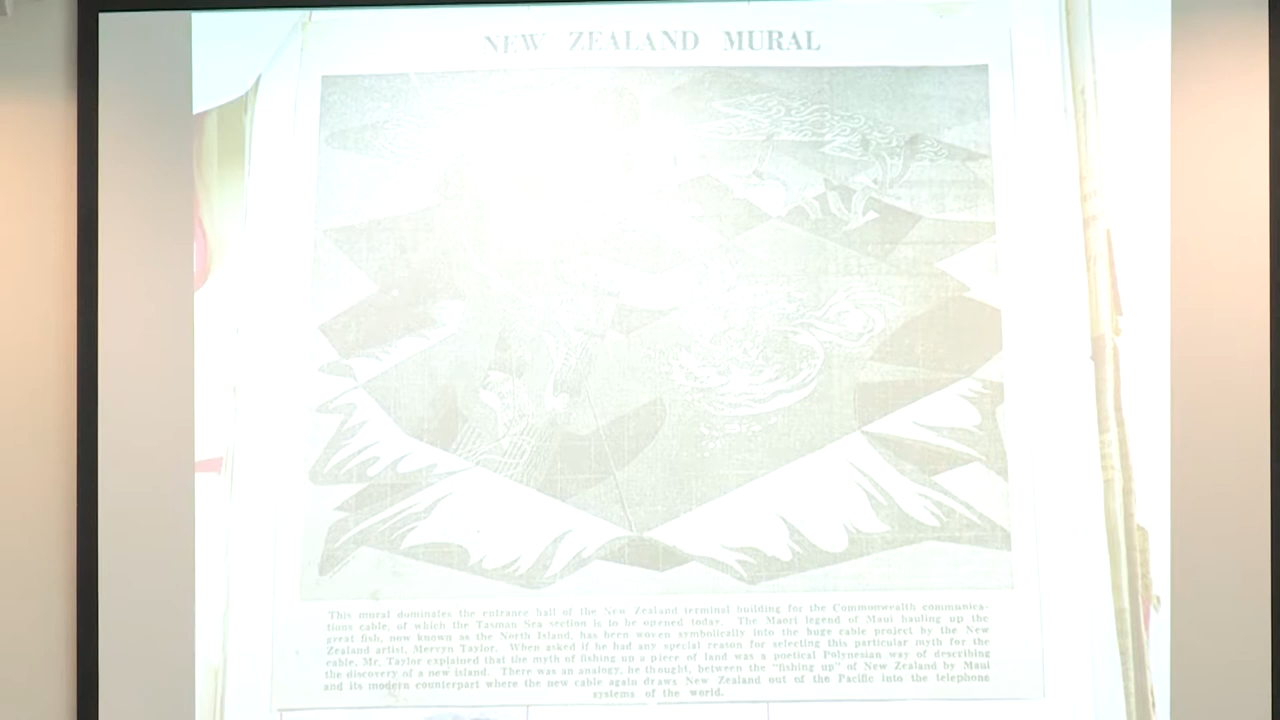 NEW ZEALAND MURAL
This mural dominates the entrance hall of the New Zealand terminal building for the Commonwealth communica-
tions cable, of which the Tasman Sea section is to be opened today. The Maori legend of Maui hauling up the
great fish, now known as the North Island, has been woven symbolically into the huge cable project by the New
Zealand artist, Mervyn Taylor. When asked if he had any special reason for selecting this particular myth for the
cable, Mr. Taylor explained that the myth of fishing up a piece of land was a poetical Polynesian way of describing
the discovery of a new island. There was an analogy, he thought, between the "fishing up" of New Zealand by Maui
and its modern counterpart where the new cable again draws New Zealand out of the Pacific into the telephone
systems of the world.